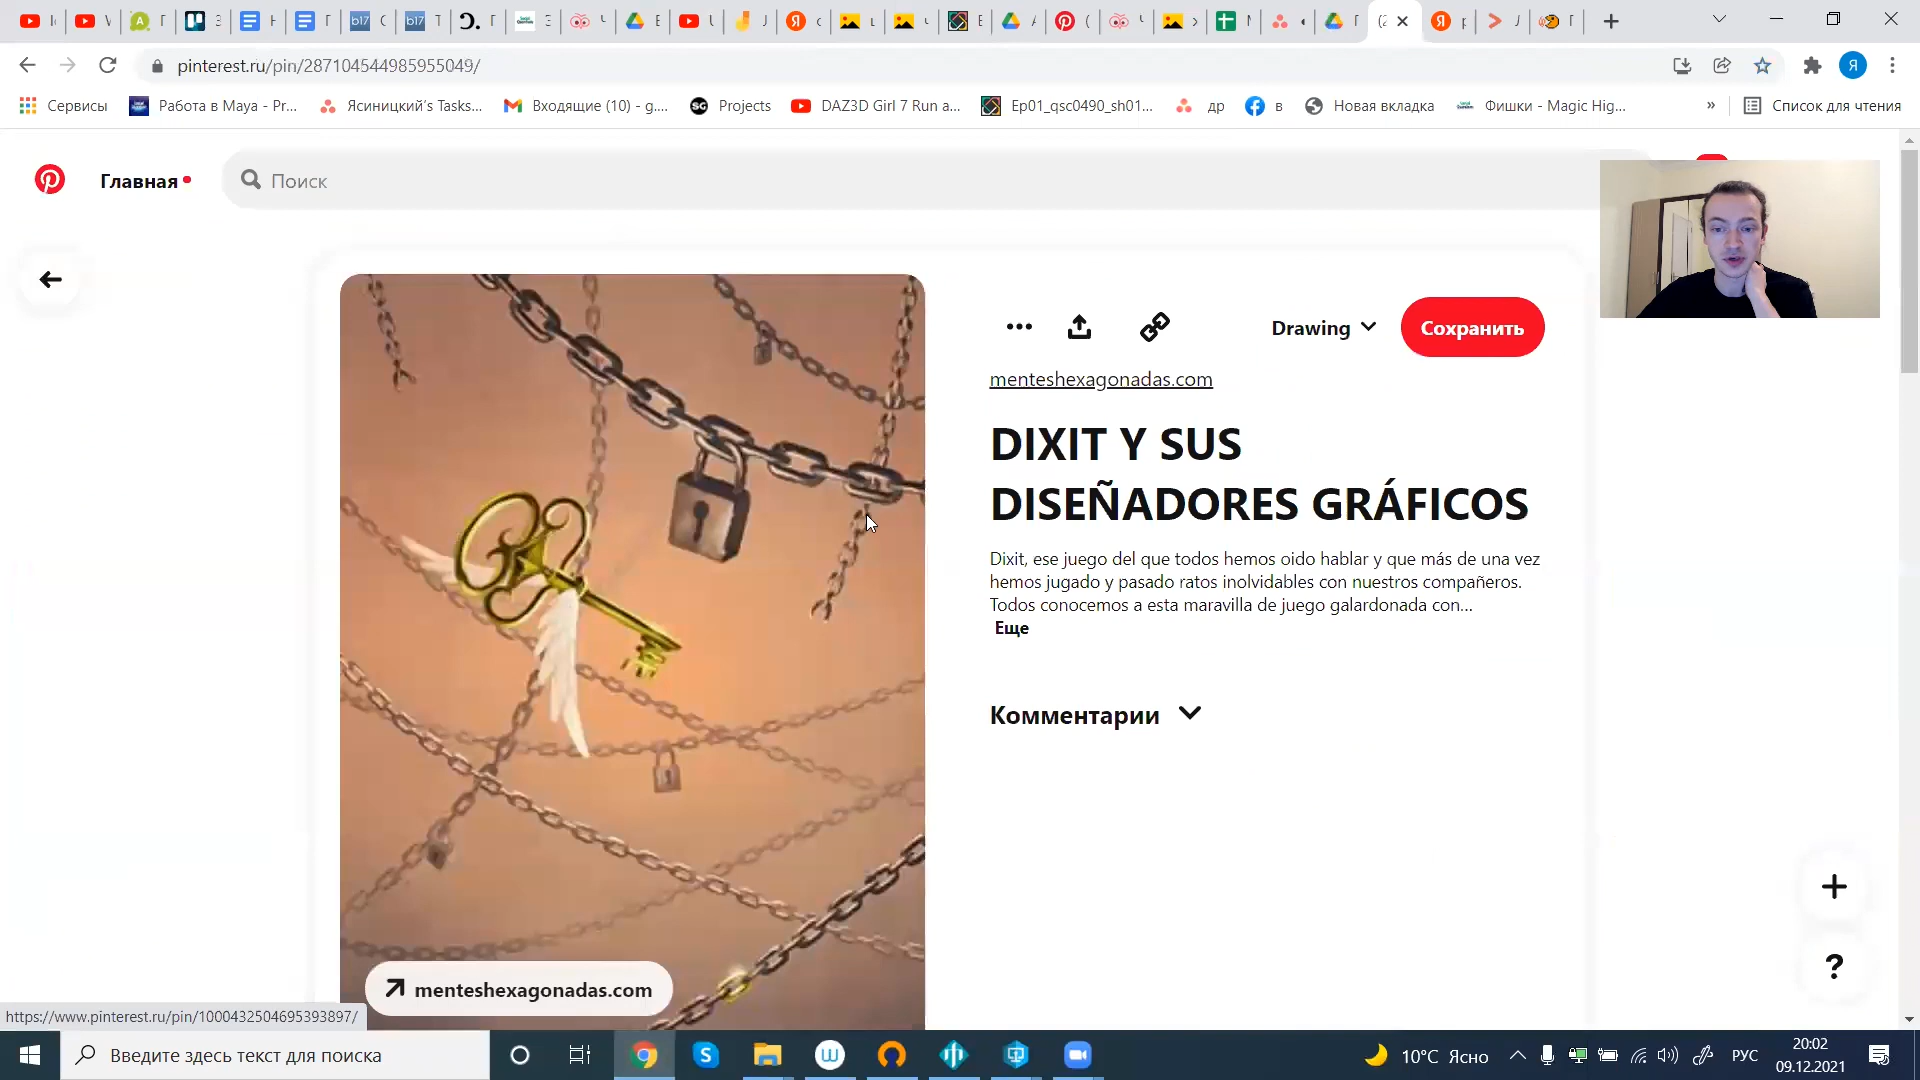 pinterest.ru/pin/287104544985955049/
Сервисы
Работа в Maya - Pr...
Ясиницкий's Tasks...
Входящие (10) - g....
Projects
DAZ3D Girl 7 Run a...
Ep01_qsc0490_sh01...
др
в
Новая вкладка
Фишки - Magic Hig...
»
Список для чтения
Главная
Поиск
Drawing
Сохранить
menteshexagonadas.com
DIXIT Y SUS
DISEÑADORES GRÁFICOS
Dixit, ese juego del que todos hemos oido hablar y que más de una vez
hemos jugado y pasado ratos inolvidables con nuestros compañeros.
Todos conocemos a esta maravilla de juego galardonada con...
Еще
Комментарии
menteshexagonadas.com
https://www.pinterest.ru/pin/1000432504695393897/
Введите здесь текст для поиска
10°C Ясно
РУС
20:02
09.12.2021